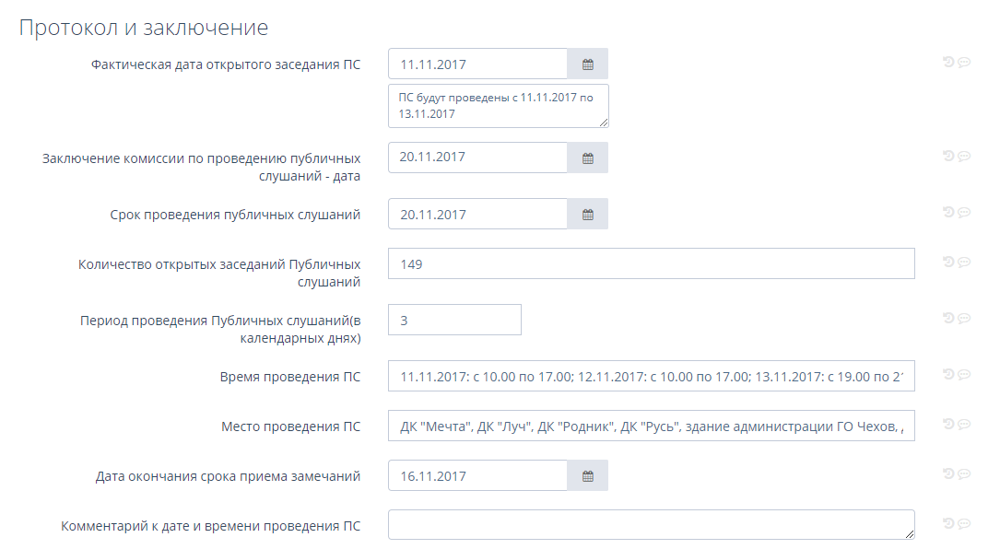 Протокол и заключение
Фактическая дата открытого заседания ПС
11.11.2017
ПС будут проведены с 11.11.2017 по
13.11.2017
Заключение комиссии по проведению публичных
слушаний - дата
20.11.2017
Срок проведения публичных слушаний
20.11.2017
Количество открытых заседаний Публичных
слушаний
149
Период проведения Публичных слушаний(в
календарных днях)
3
Время проведения ПС
11.11.2017: с 10.00 по 17.00; 12.11.2017: с 10.00 по 17.00; 13.11.2017: с 19.00 по
Место проведения ПС
ДК "Мечта", ДК "Луч", ДК "Родник", ДК "Русь", здание администрации ГО Чехов,
Дата окончания срока приема замечаний
16.11.2017
Комментарий к дате и времени проведения ПС